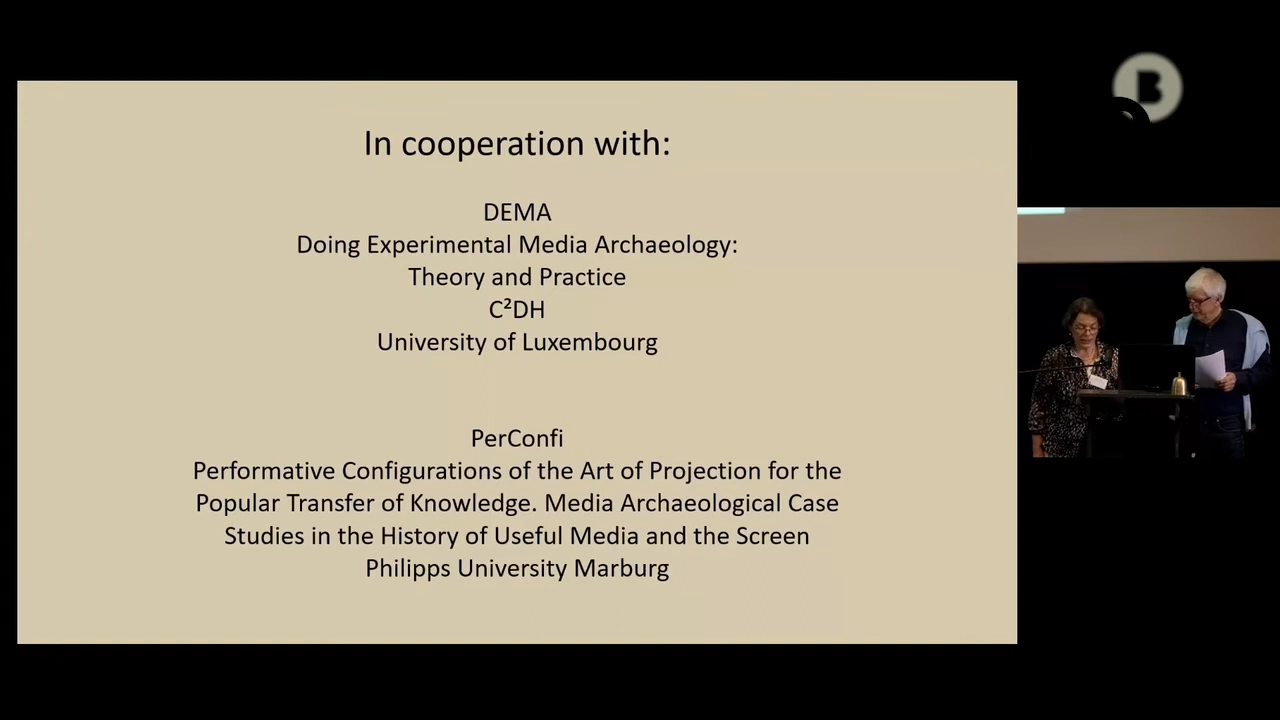 In cooperation with:
DEMA
Doing Experimental Media Archaeology:
Theory and Practice
C²DH
University of Luxembourg
PerConfi
Performative Configurations of the Art of Projection for the
Popular Transfer of Knowledge. Media Archaeological Case
Studies in the History of Useful Media and the Screen
Philipps University Marburg
B